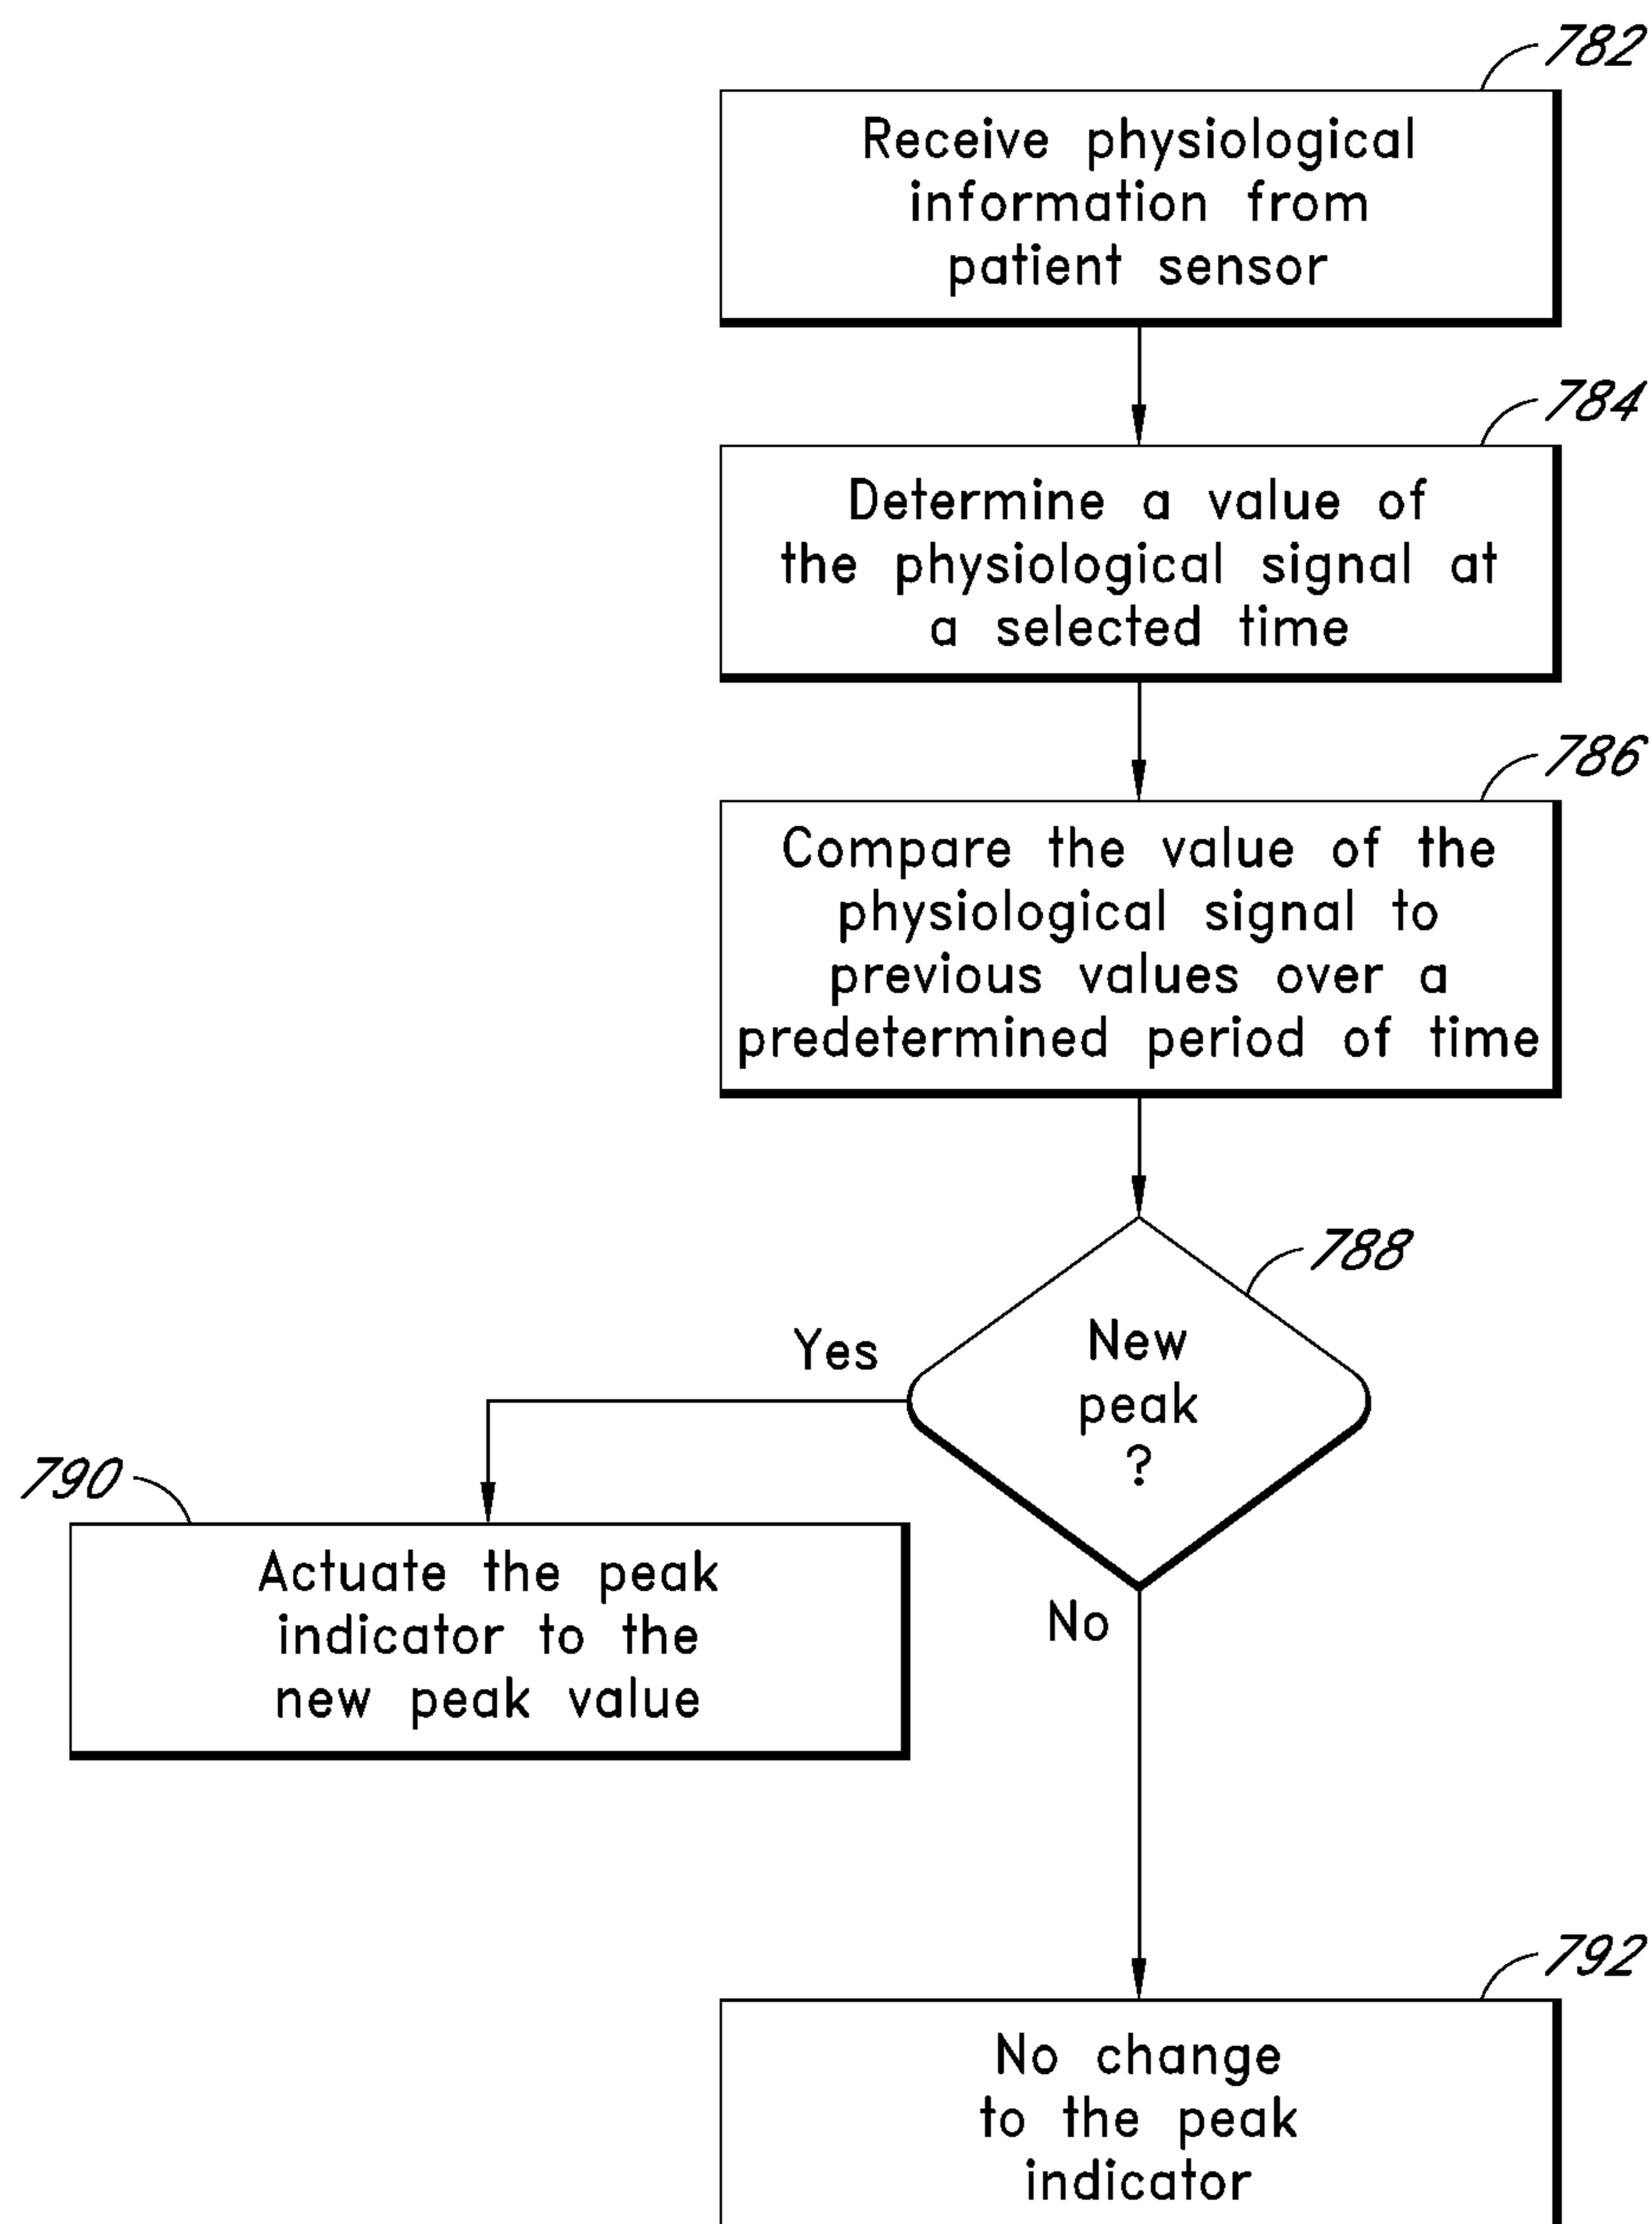 782
Receive physiological
information from
patient sensor
784
Determine a value of
the physiological signal at
a selected time
786
Compare the value of the
physiological signal to
previous values over a
predetermined period of time
788
New
peak
?
Yes
790
Actuate the peak
indicator to the
new peak value
No
792
No change
to the peak
indicator